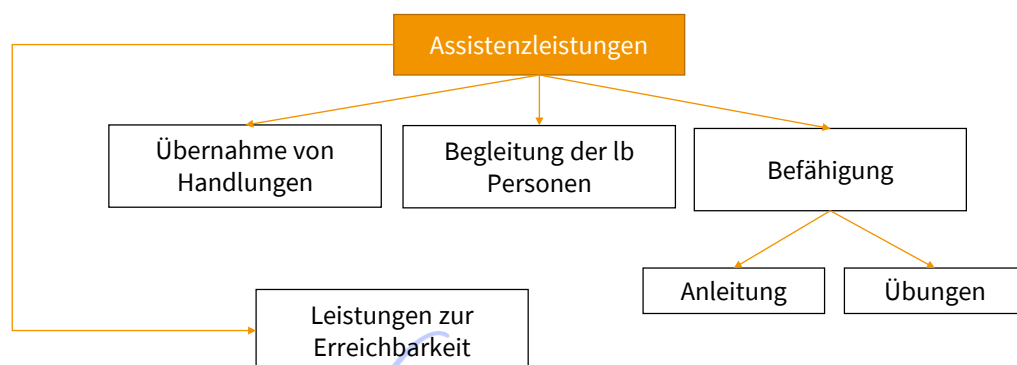 Assistenzleistungen
Übernahme von
Handlungen
Begleitung der lb
Personen
Befähigung
Anleitung
Übungen
Leistungen zur
Erreichbarkeit